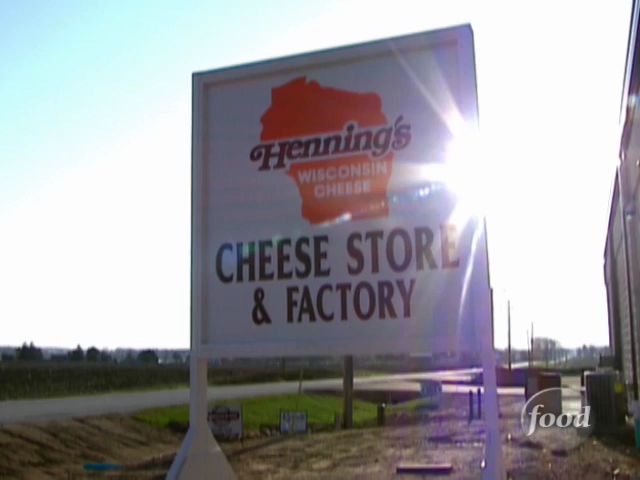 Henning's
WISCONSIN
CHEESE
CHEESE STORE
& FACTORY
food